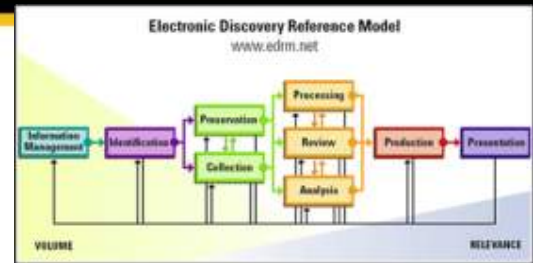 Electronic Discovery Reference Model
www.edrm.net
Processing
Preservation
Information
Management
Identification
Review
Production
Presentation
Collection
Analysis
VOLUME
RELEVANCE